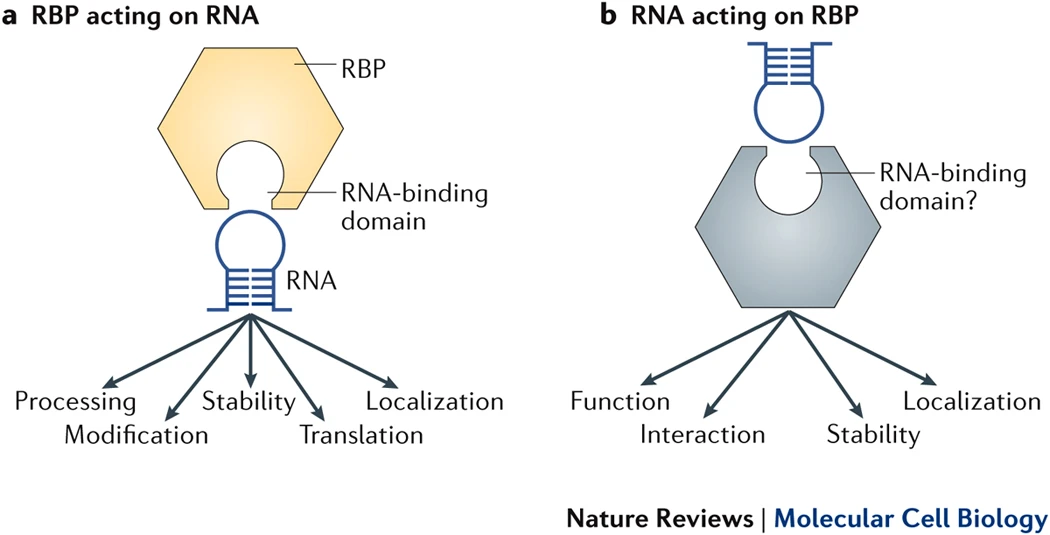 a RBP acting on RNA
RBP
RNA-binding
domain
RNA
Processing
Modification
Stability
Translation
Localization
b RNA acting on RBP
RNA-binding
domain?
Function
Interaction
Stability
Localization
Nature Reviews | Molecular Cell Biology